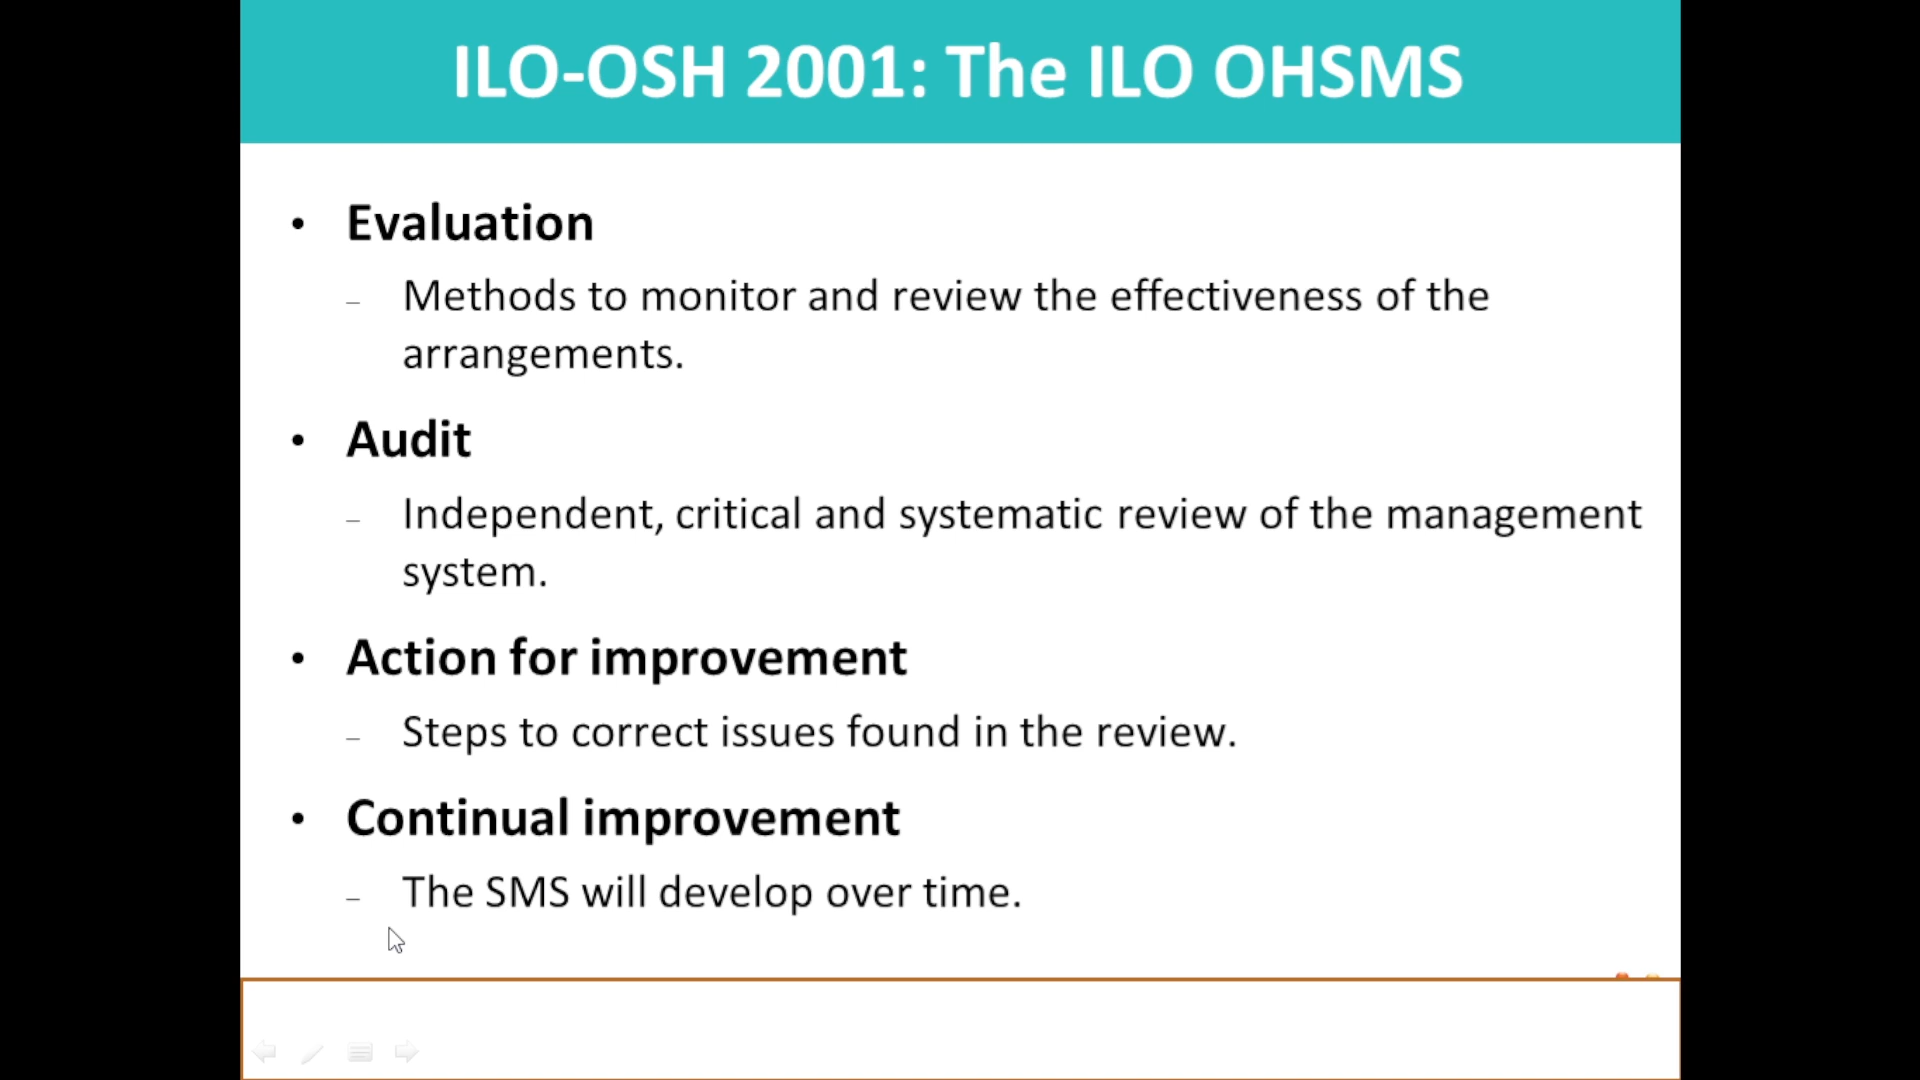 ILO-OSH 2001: The ILO OHSMS
• Evaluation
– Methods to monitor and review the effectiveness of the
arrangements.
• Audit
– Independent, critical and systematic review of the management
system.
• Action for improvement
– Steps to correct issues found in the review.
• Continual improvement
– The SMS will develop over time.